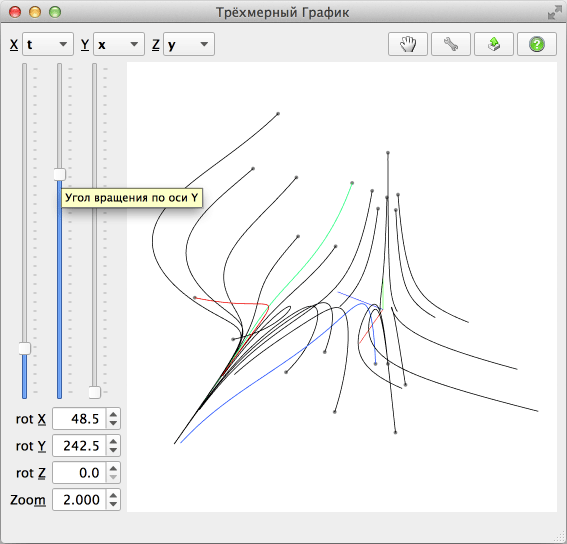 Трёхмерный График
X t Y x Z y
Угол вращения по оси Y
rot X 48.5
rot Y 242.5
rot Z 0.0
Zoom 2.000